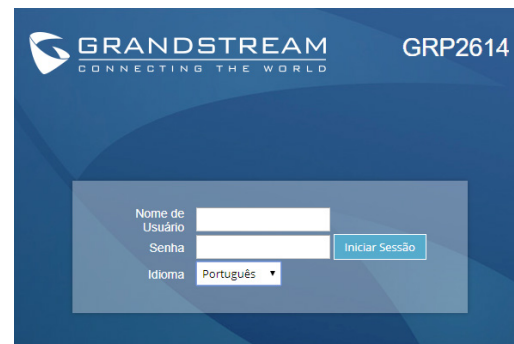 GRANDSTREAM
CONNECTING THE WORLD
GRP2614
Nome de
Usuário
Senha
Iniciar Sessão
Idioma
Português